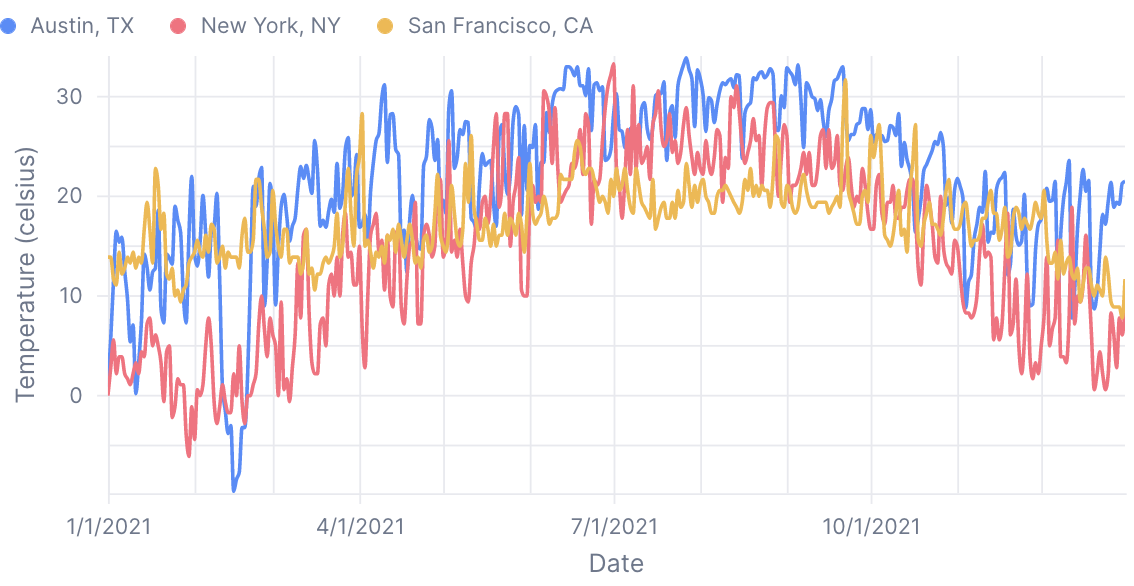 Austin, TX New York, NY San Francisco, CA
Temperature (celsius)
30
20
10
0
1/1/2021 4/1/2021 7/1/2021 10/1/2021
Date